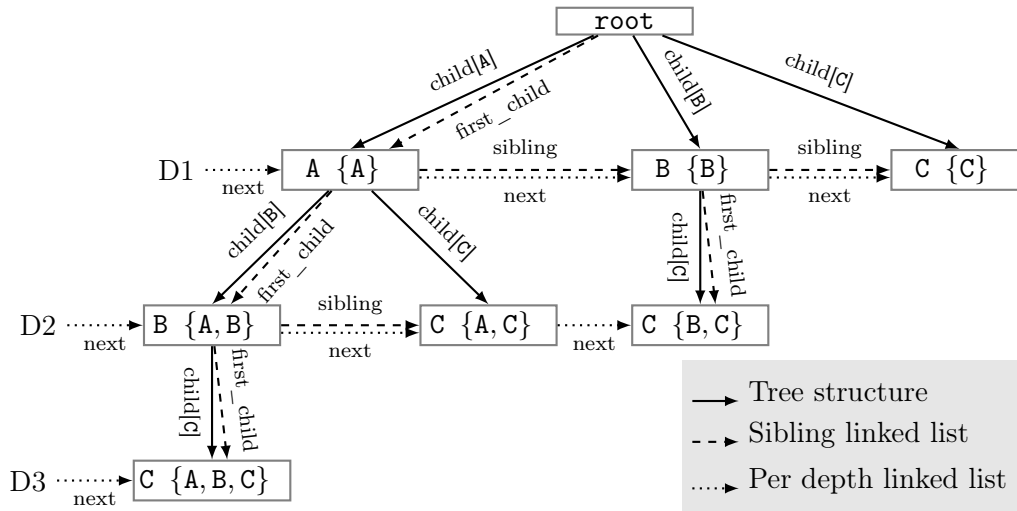 root
child[A]
first_child
child[B]
child[C]
D1
next
A {A}
sibling
next
B {B}
sibling
next
C {C}
child[B]
first_child
child[C]
child[C]
first_child
D2
next
B {A,B}
sibling
next
C {A,C}
next
C {B,C}
child[C]
first_child
D3
next
C {A,B,C}
Tree structure
Sibling linked list
Per depth linked list